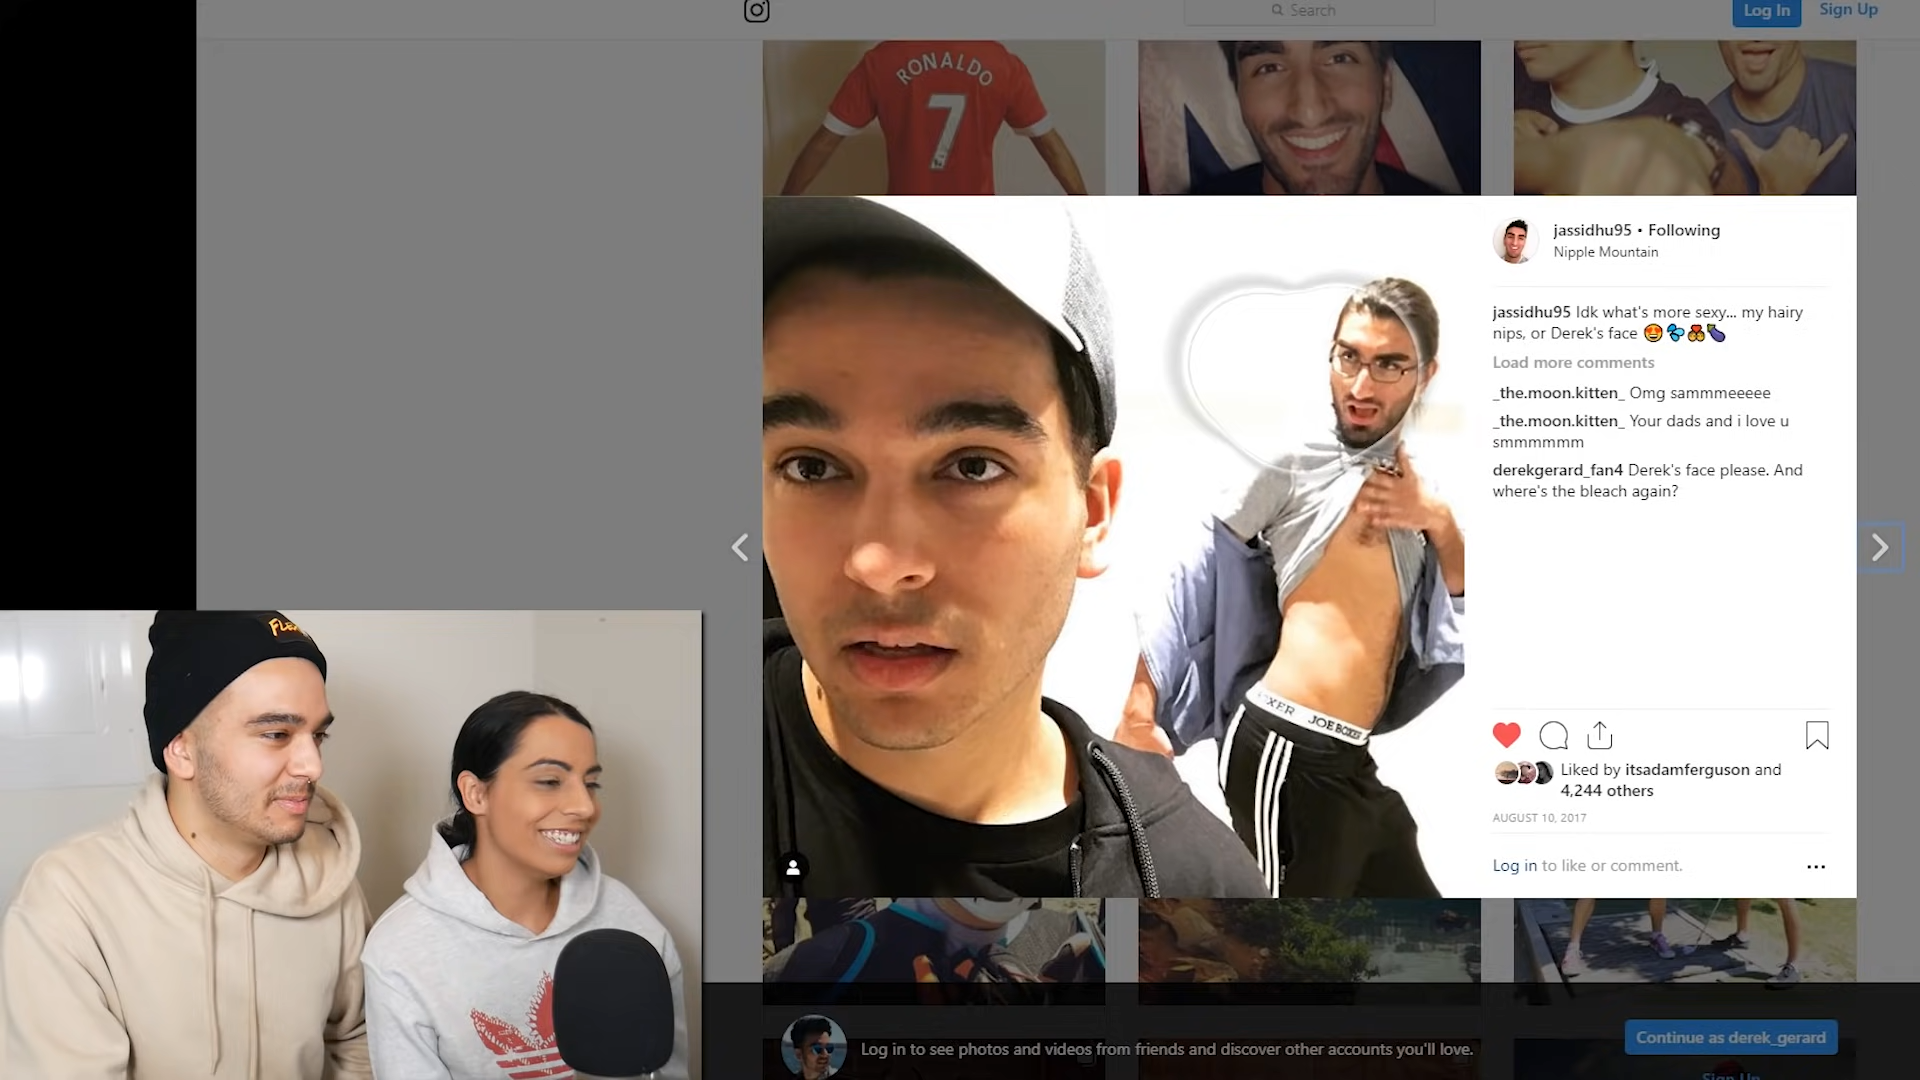 Search
Log In
Sign Up
RONALDO
7
jassidhu95 • Following
Nipple Mountain
jassidhu95 Idk what's more sexy... my hairy
nips, or Derek's face 😍💦👨‍❤️‍👨🍆
Load more comments
_the.moon.kitten_ Omg sammmeeeee
_the.moon.kitten_ Your dads and i love u
smmmmmm
derekgerard_fan4 Derek's face please. And
where's the bleach again?
JOE BOXER
Liked by itsadamferguson and
4,244 others
AUGUST 10, 2017
Log in to like or comment.
Log in to see photos and videos from friends and discover other accounts you'll love.
Continue as derek_gerard
Sign Up